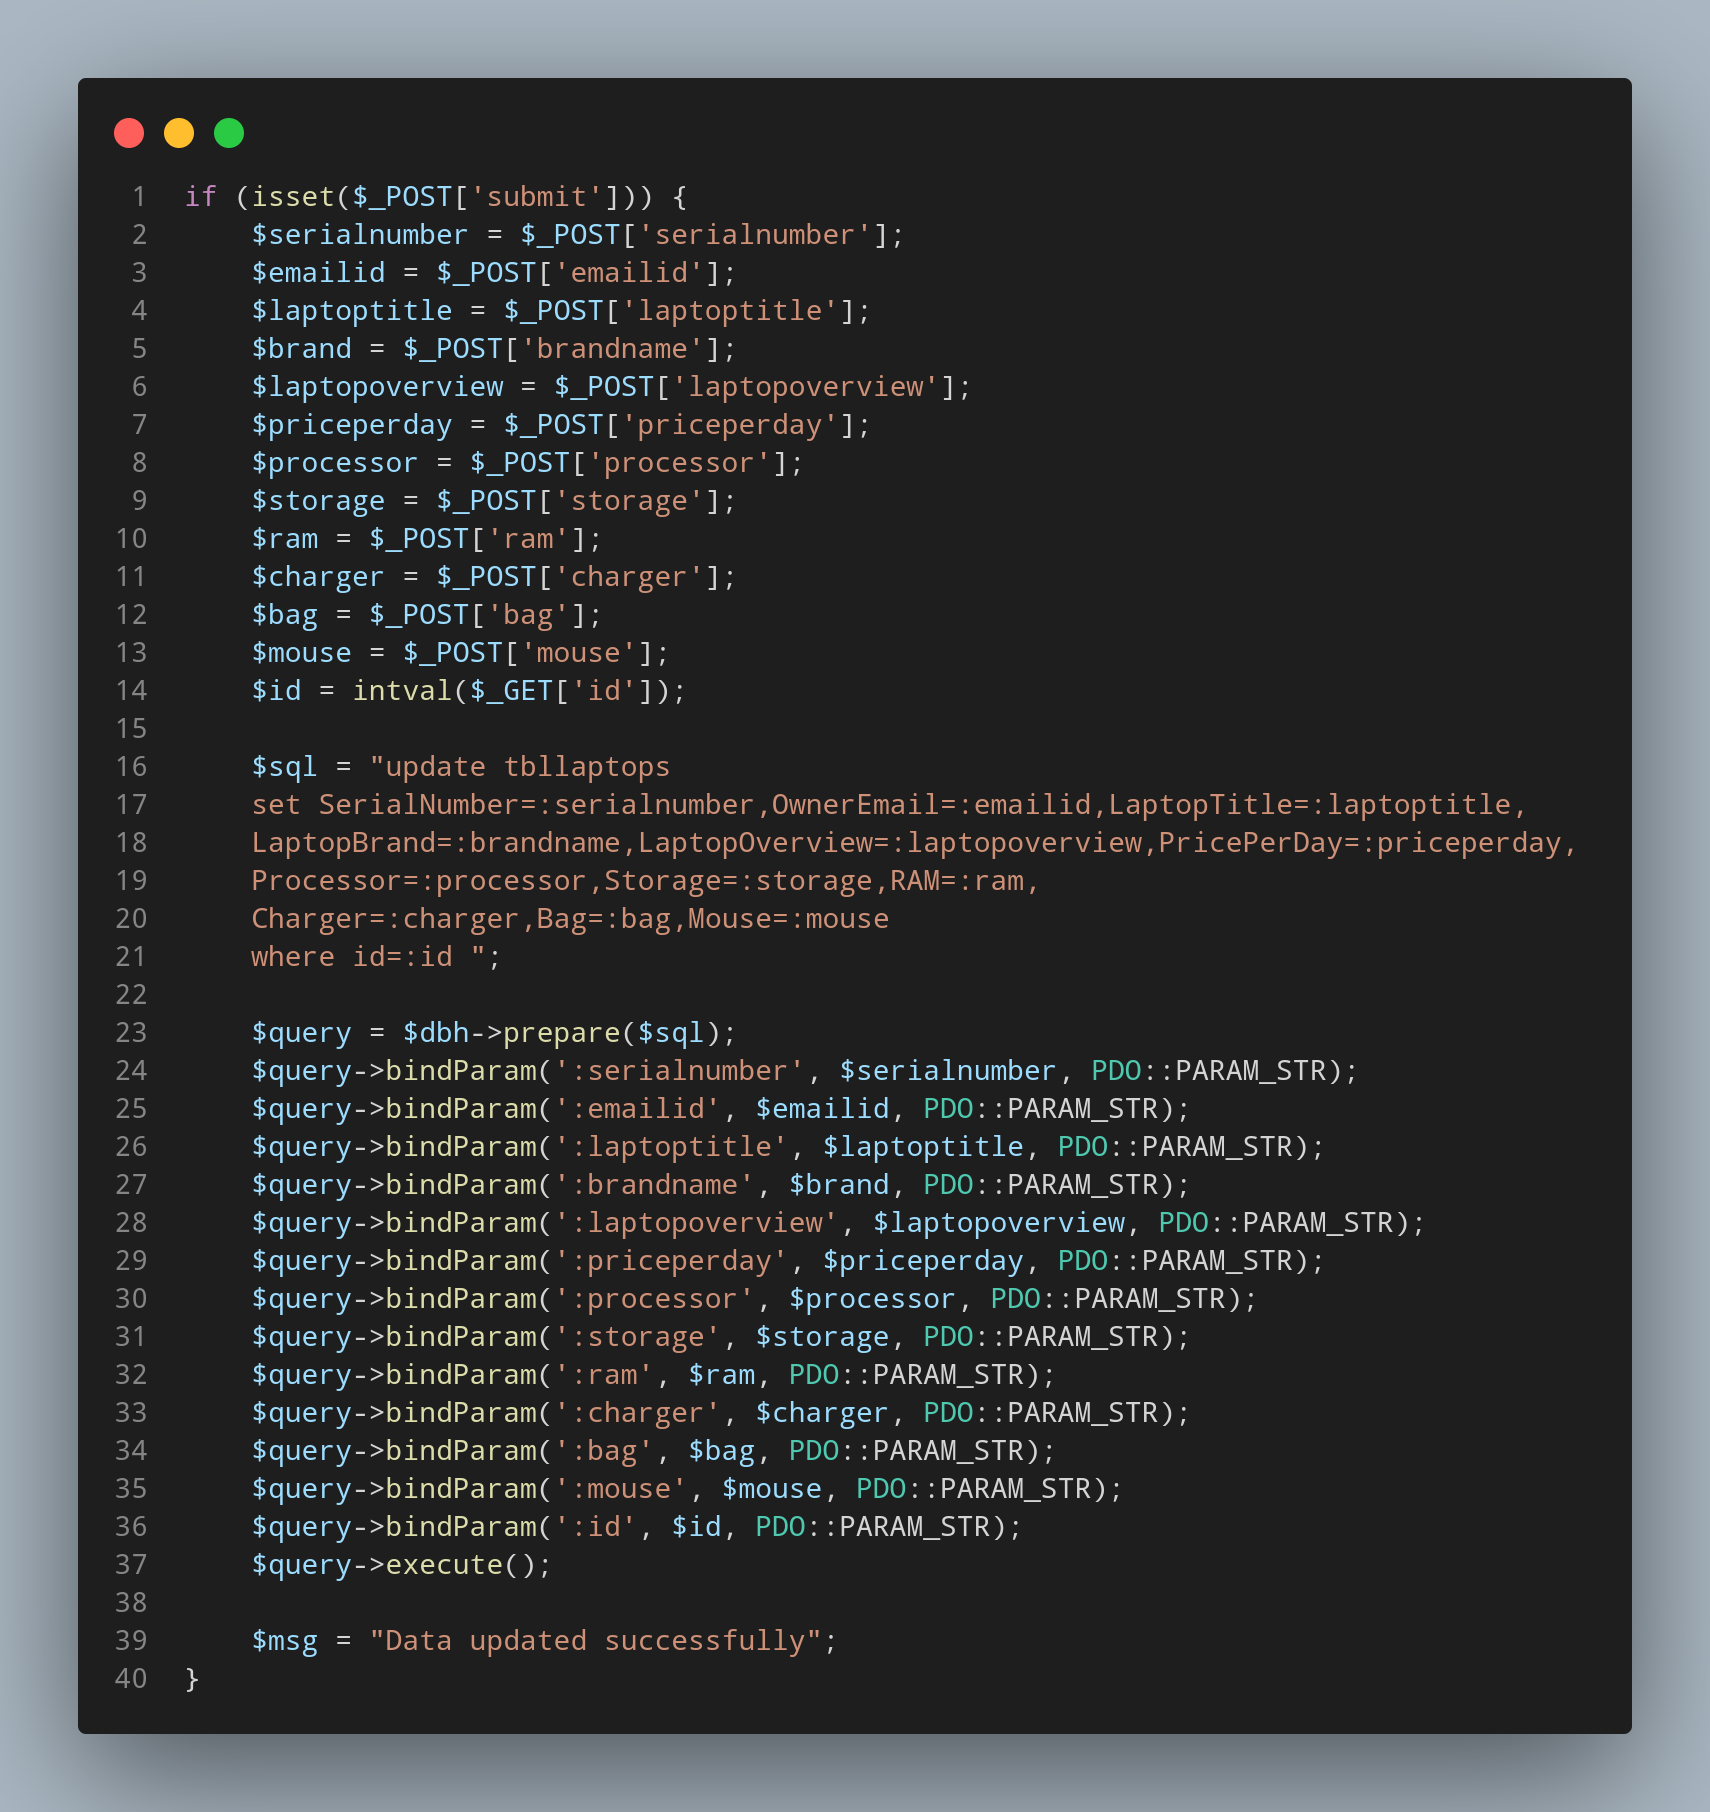 1 if (isset($_POST['submit'])) {
2     $serialnumber = $_POST['serialnumber'];
3     $emailid = $_POST['emailid'];
4     $laptoptitle = $_POST['laptoptitle'];
5     $brand = $_POST['brandname'];
6     $laptopoverview = $_POST['laptopoverview'];
7     $priceperday = $_POST['priceperday'];
8     $processor = $_POST['processor'];
9     $storage = $_POST['storage'];
10     $ram = $_POST['ram'];
11     $charger = $_POST['charger'];
12     $bag = $_POST['bag'];
13     $mouse = $_POST['mouse'];
14     $id = intval($_GET['id']);
15
16     $sql = "update tbllaptops
17     set SerialNumber=:serialnumber,OwnerEmail=:emailid,LaptopTitle=:laptoptitle,
18     LaptopBrand=:brandname,LaptopOverview=:laptopoverview,PricePerDay=:priceperday,
19     Processor=:processor,Storage=:storage,RAM=:ram,
20     Charger=:charger,Bag=:bag,Mouse=:mouse
21     where id=:id ";
22
23     $query = $dbh->prepare($sql);
24     $query->bindParam(':serialnumber', $serialnumber, PDO::PARAM_STR);
25     $query->bindParam(':emailid', $emailid, PDO::PARAM_STR);
26     $query->bindParam(':laptoptitle', $laptoptitle, PDO::PARAM_STR);
27     $query->bindParam(':brandname', $brand, PDO::PARAM_STR);
28     $query->bindParam(':laptopoverview', $laptopoverview, PDO::PARAM_STR);
29     $query->bindParam(':priceperday', $priceperday, PDO::PARAM_STR);
30     $query->bindParam(':processor', $processor, PDO::PARAM_STR);
31     $query->bindParam(':storage', $storage, PDO::PARAM_STR);
32     $query->bindParam(':ram', $ram, PDO::PARAM_STR);
33     $query->bindParam(':charger', $charger, PDO::PARAM_STR);
34     $query->bindParam(':bag', $bag, PDO::PARAM_STR);
35     $query->bindParam(':mouse', $mouse, PDO::PARAM_STR);
36     $query->bindParam(':id', $id, PDO::PARAM_STR);
37     $query->execute();
38
39     $msg = "Data updated successfully";
40 }